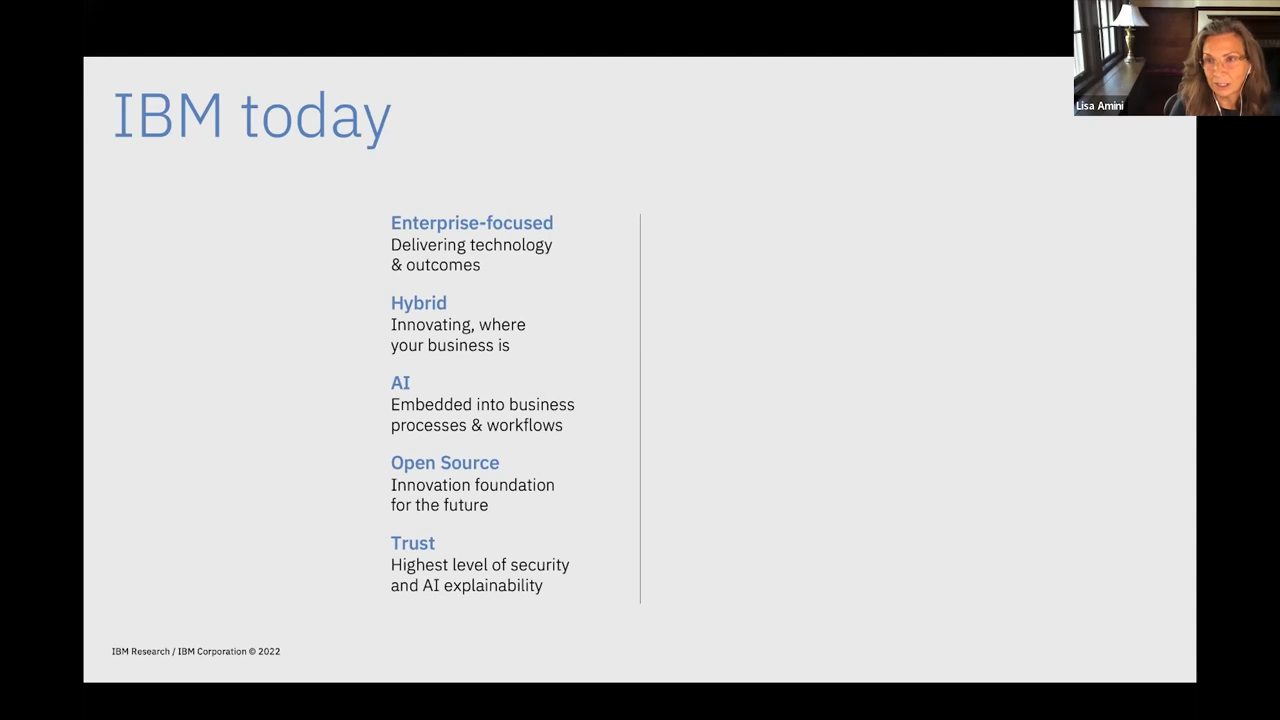 IBM today
Lisa Amini
Enterprise-focused
Delivering technology
& outcomes
Hybrid
Innovating, where
your business is
AI
Embedded into business
processes & workflows
Open Source
Innovation foundation
for the future
Trust
Highest level of security
and AI explainability
IBM Research / IBM Corporation © 2022